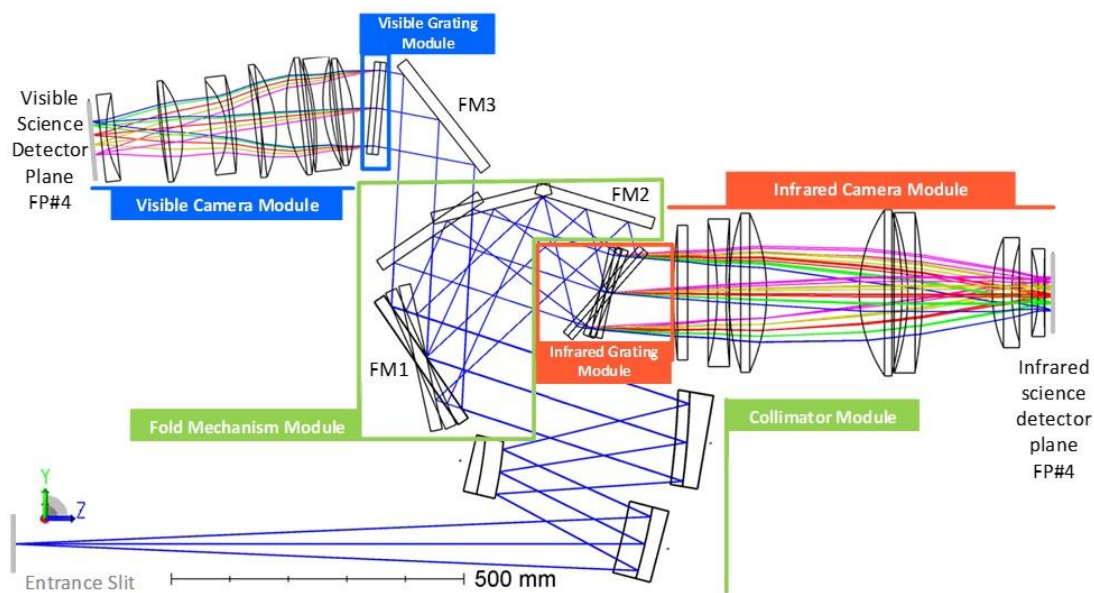 Visible Grating
Module
Visible
Science
Detector
Plane
FP#4
FM3
Visible Camera Module
FM2
Infrared Camera Module
FM1
Infrared Grating
Module
Infrared
science
detector
plane
FP#4
Fold Mechanism Module
Collimator Module
Y
Z
Entrance Slit
500 mm